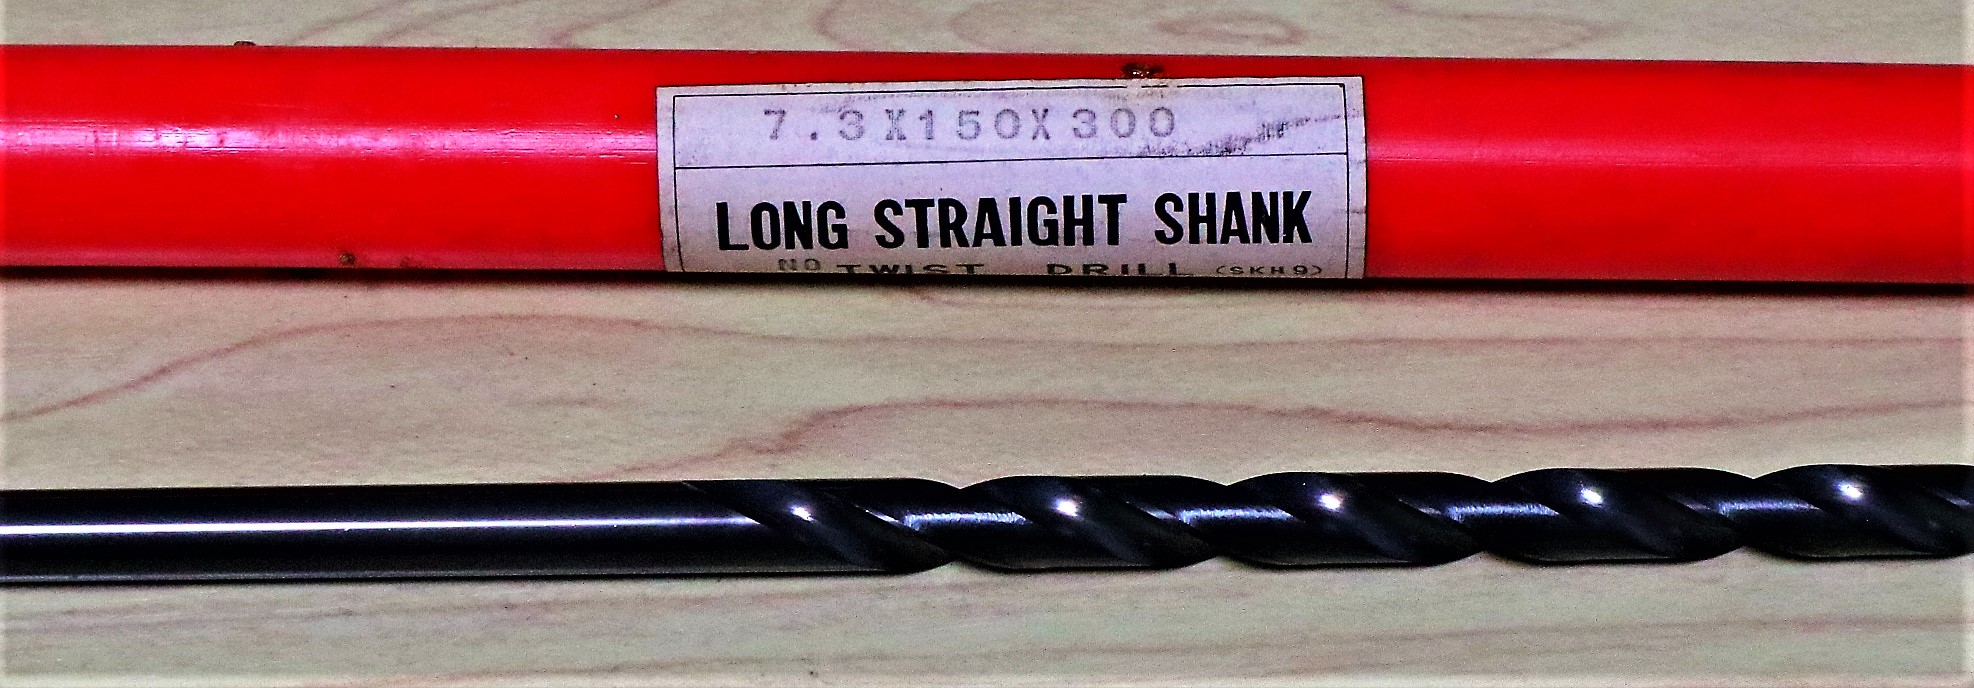 7.3X150X300
LONG STRAIGHT SHANK
NO TWIST DRILL (SKH9)